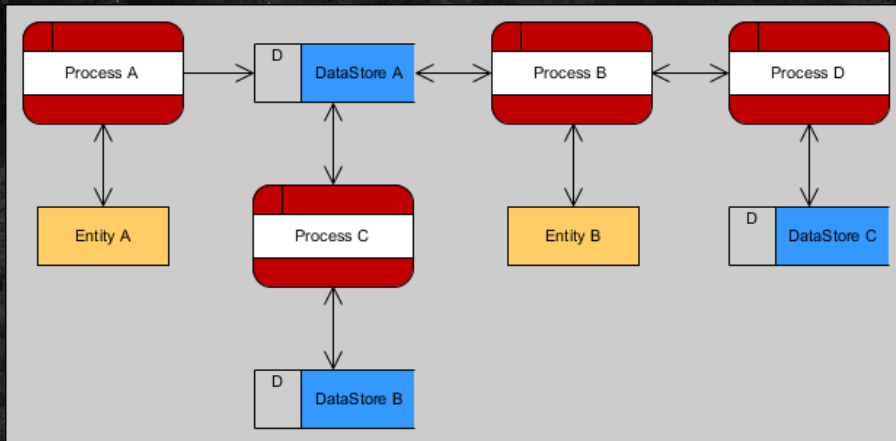 Process A
D
DataStore A
Process B
Process D
Entity A
Process C
Entity B
D
DataStore C
D
DataStore B